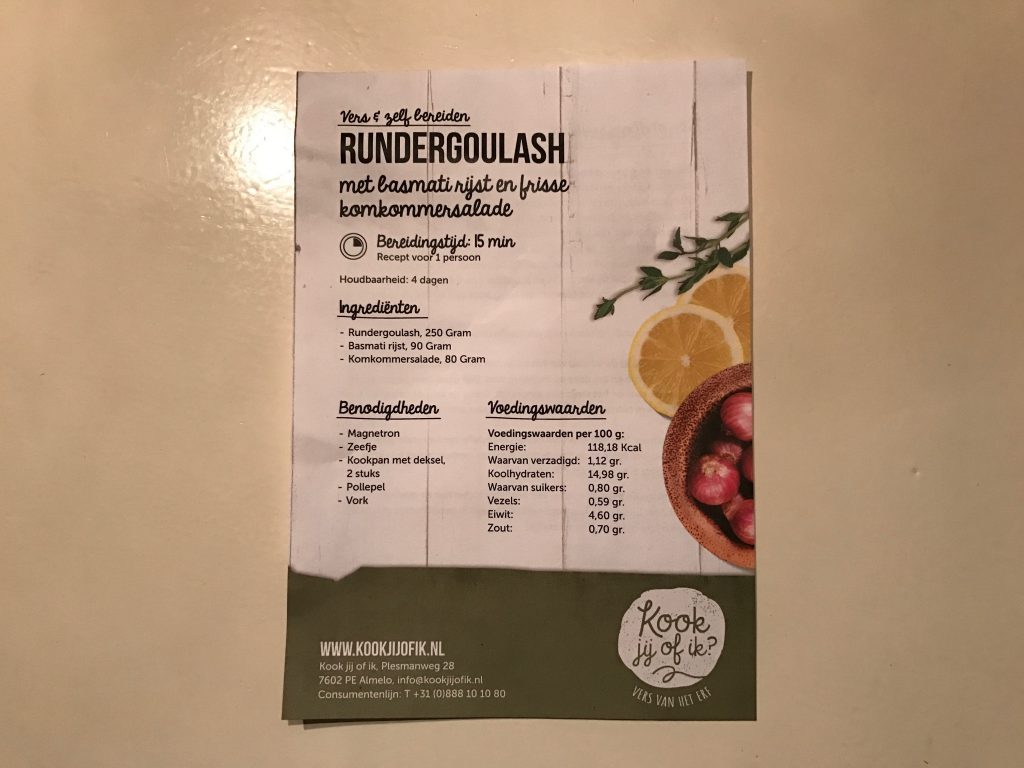 Vers & zelf bereiden
RUNDERGOULASH
met basmati rijst en frisse
komkommersalade
Bereidingstijd: 15 min
Recept voor 1 persoon
Houdbaarheid: 4 dagen
Ingrediënten
- Rundergoulash, 250 Gram
- Basmati rijst, 90 Gram
- Komkommersalade, 80 Gram
Benodigdheden
- Magnetron
- Zeefje
- Kookpan met deksel,
2 stuks
- Pollepel
- Vork
Voedingswaarden
Voedingswaarden per 100 g:
Energie: 118,18 Kcal
Waarvan verzadigd: 1,12 gr.
Koolhydraten: 14,98 gr.
Waarvan suikers: 0,80 gr.
Vezels: 0,59 gr.
Eiwit: 4,60 gr.
Zout: 0,70 gr.
WWW.KOOKJIJOFIK.NL
Kook jij of ik, Plesmanweg 28
7602 PE Almelo, info@kookjijofik.nl
Consumentenlijn: T +31 (0)888 10 10 80
Kook
jij of ik?
VERS VAN HET ERF